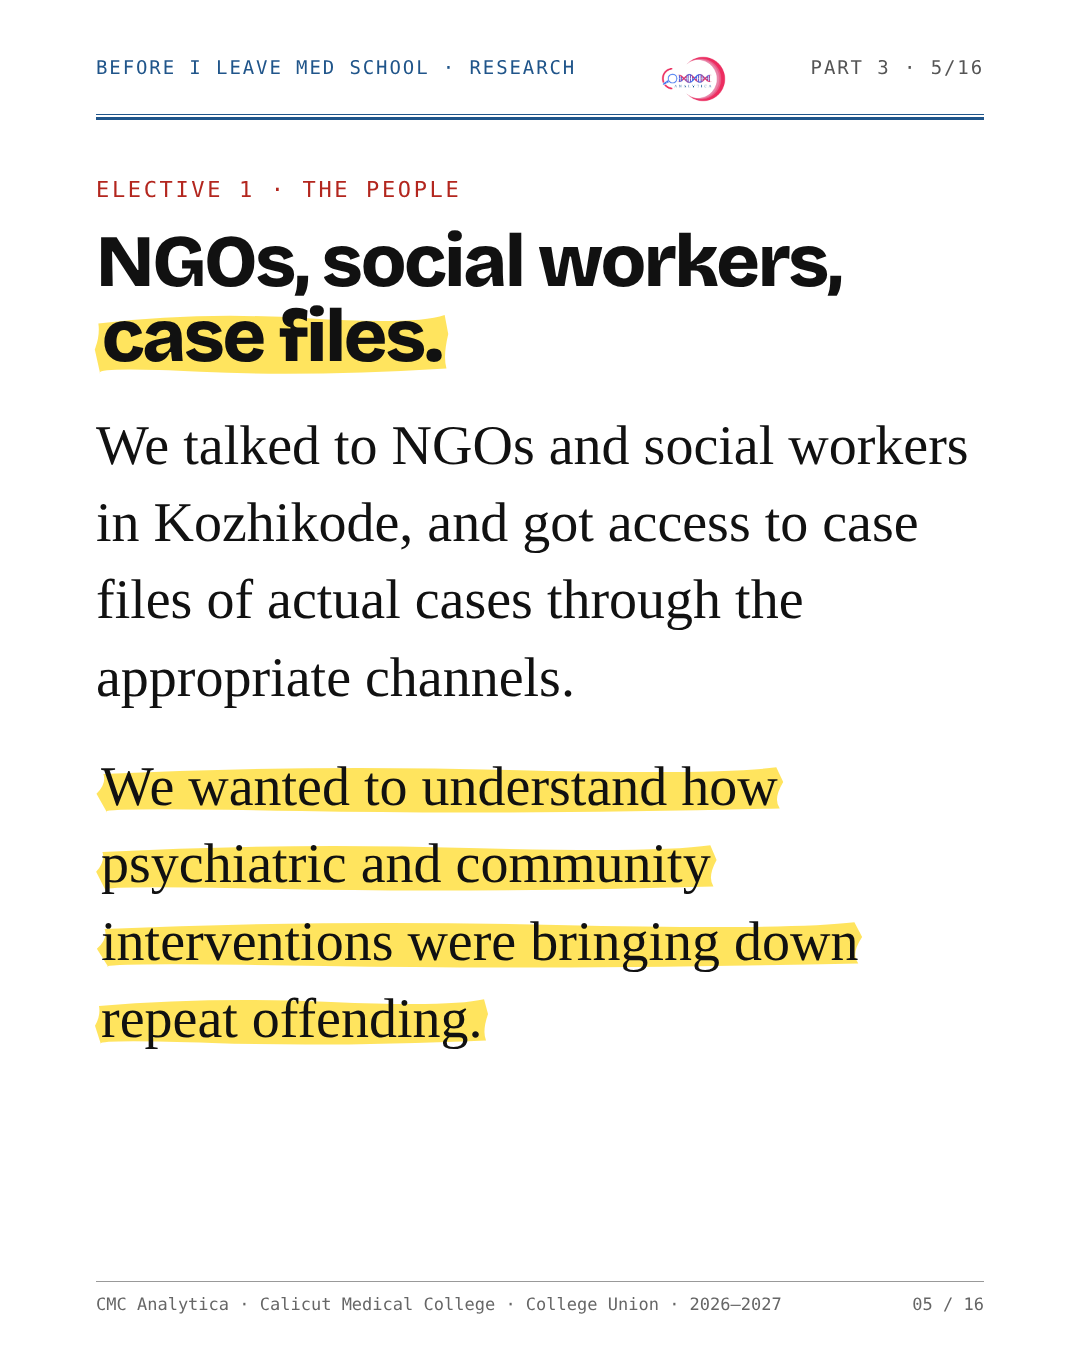 BEFORE I LEAVE MED SCHOOL · RESEARCH
ANALYTICA
PART 3 · 5/16
ELECTIVE 1 · THE PEOPLE
NGOs, social workers,
case files.
We talked to NGOs and social workers
in Kozhikode, and got access to case
files of actual cases through the
appropriate channels.
We wanted to understand how
psychiatric and community
interventions were bringing down
repeat offending.
CMC Analytica · Calicut Medical College · College Union · 2026–2027
05 / 16